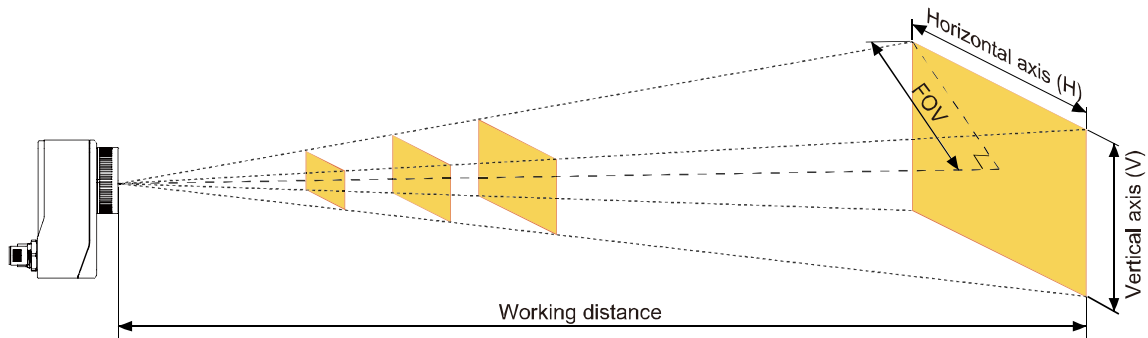 Horizontal axis (H)
FOV
Vertical axis (V)
Working distance